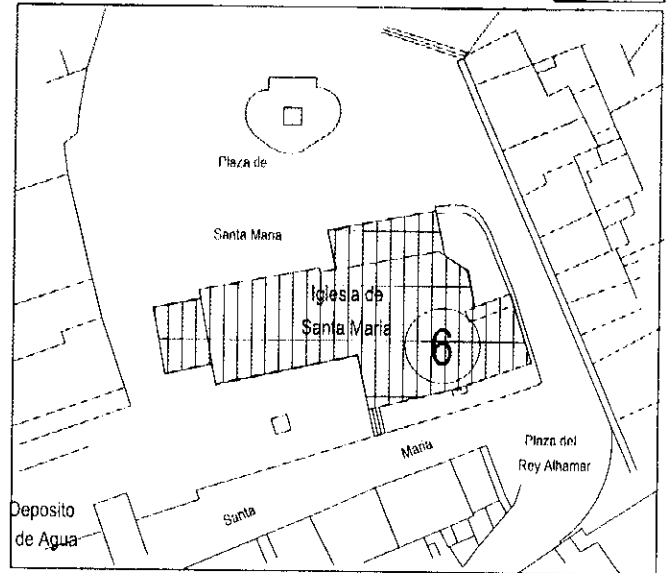 Plaza de
Santa Maria
Iglesia de
Santa Maria
6
Plaza del
Rey Alhamar
Maria
Santa
Deposito
de Agua